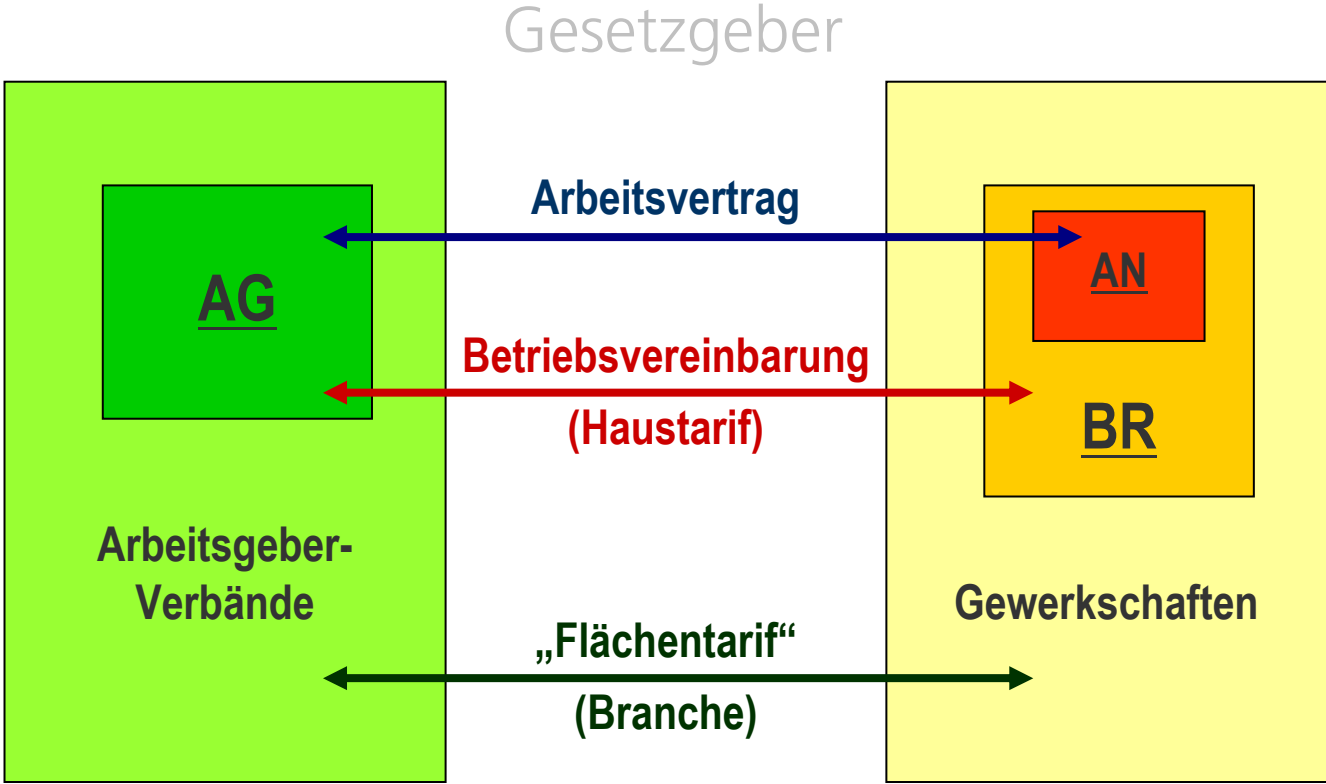 Gesetzgeber
Arbeitsvertrag
AG
AN
Betriebsvereinbarung
(Haustarif)
BR
Arbeitsgeber-
Verbände
Gewerkschaften
„Flächentarif“
(Branche)